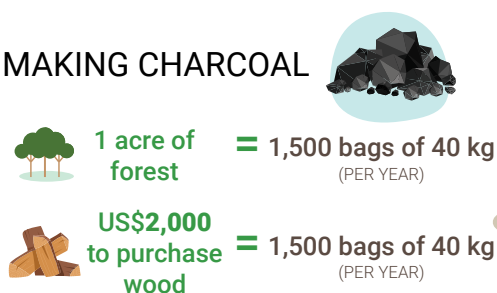 MAKING CHARCOAL
1 acre of
forest
= 1,500 bags of 40 kg
(PER YEAR)
US$2,000
to purchase
wood
= 1,500 bags of 40 kg
(PER YEAR)